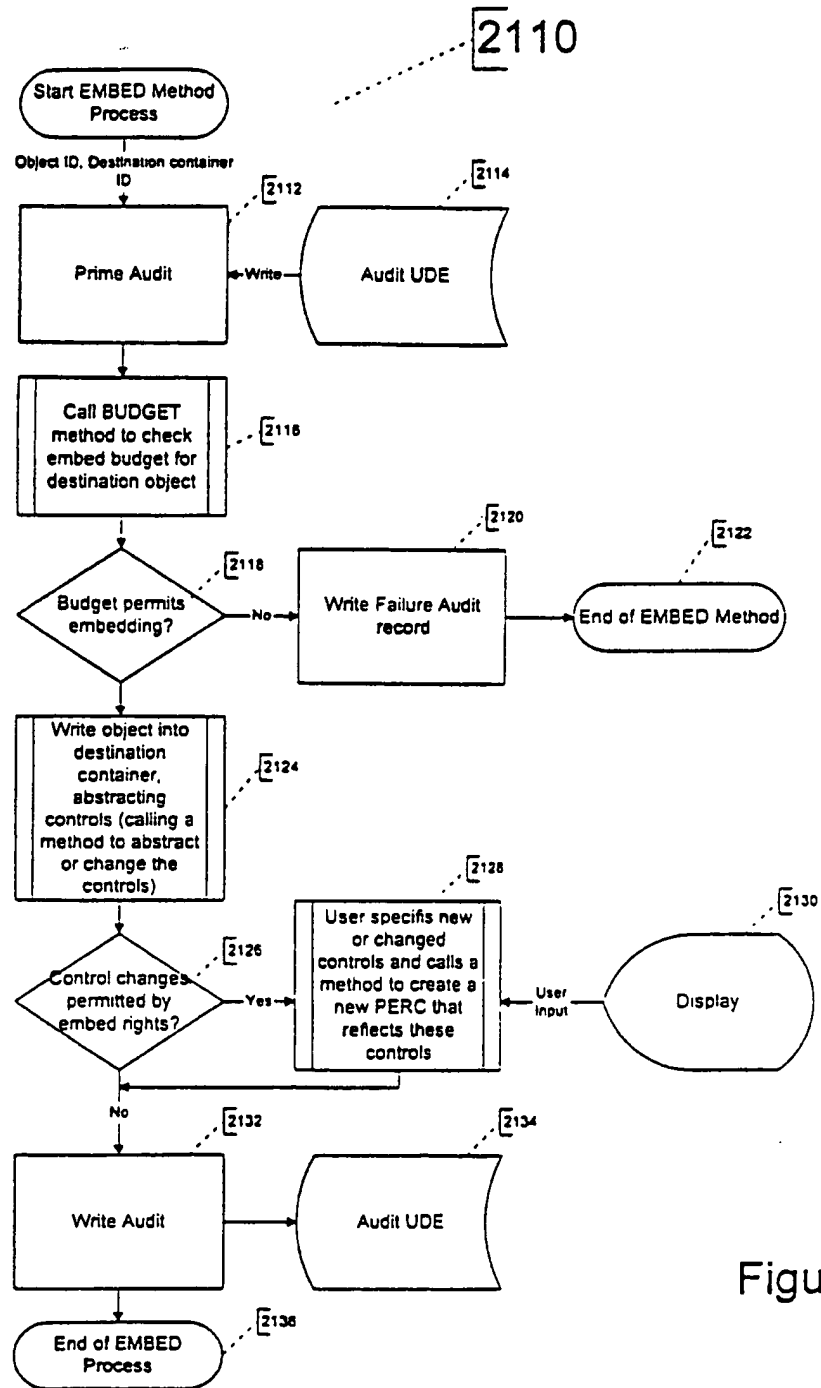 2110
Start EMBED Method
Process
Object ID, Destination container
ID
2112
2114
Prime Audit
Write
Audit UDE
Call BUDGET
method to check
embed budget for
destination object
2116
2118
2120
2122
Budget permits
embedding?
No
Write Failure Audit
record
End of EMBED Method
Write object into
destination
container,
abstracting
controls (calling a
method to abstract
or change the
controls)
2124
2126
2128
2130
Control changes
permitted by
embed rights?
Yes
User specifis new
or changed
controls and calls a
method to create a
new PERC that
reflects these
controls
User
Input
Display
No
2132
2134
Write Audit
Audit UDE
Figu
End of EMBED
Process
2136